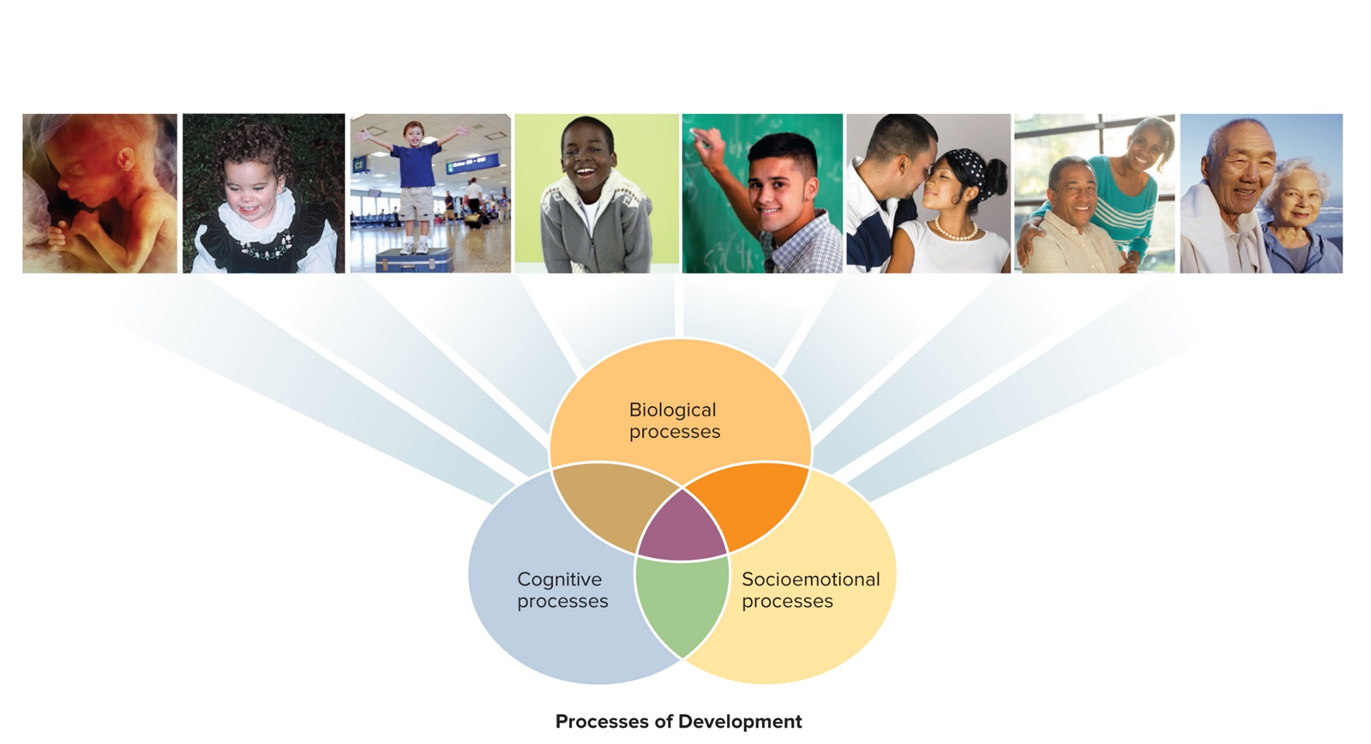 Biological
processes
Cognitive
processes
Socioemotional
processes
Processes of Development